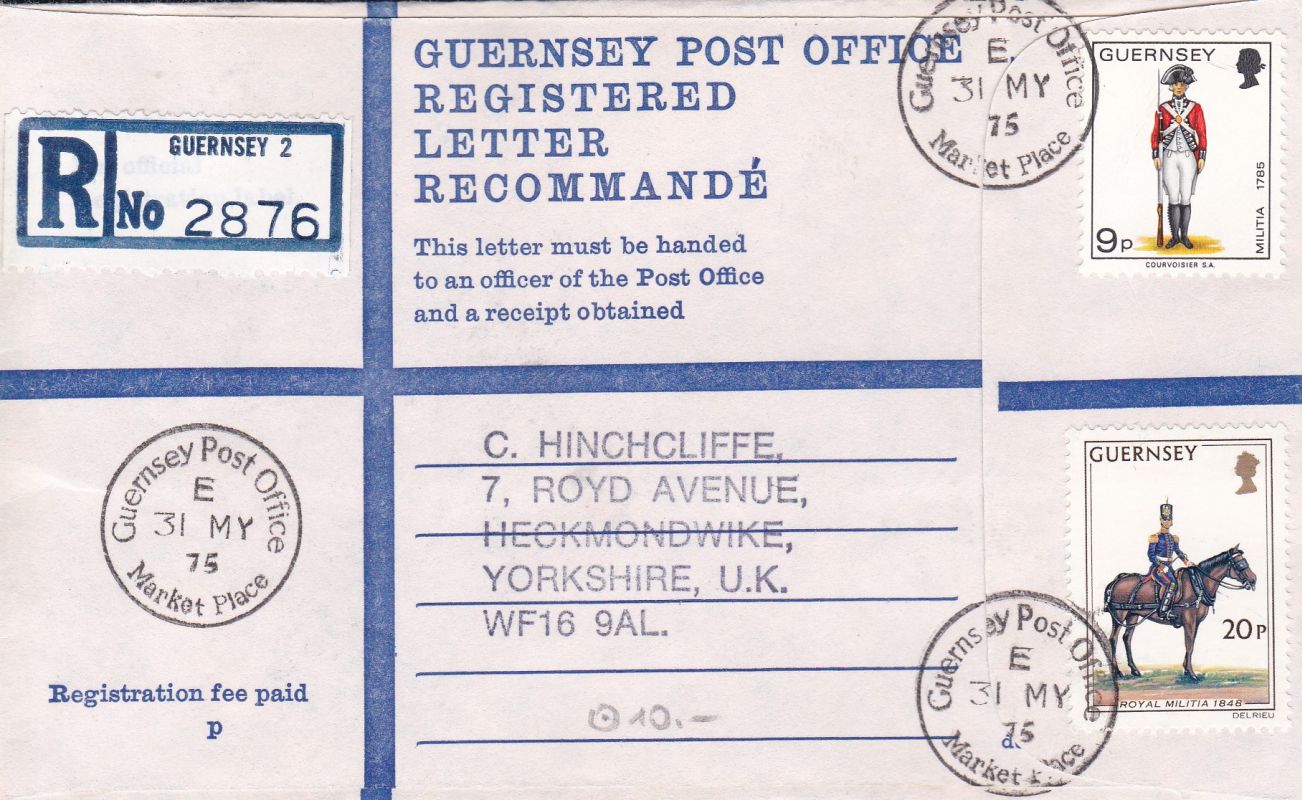 GUERNSEY POST OFFICE
REGISTERED
LETTER
RECOMMANDÉ
This letter must be handed
to an officer of the Post Office
and a receipt obtained
R
GUERNSEY 2
No 2876
Guernsey Post Office
E
31 MY
75
Market Place
GUERNSEY
MILITIA 1785
9p
COURVOISIER S.A.
Guernsey Post Office
E
31 MY
75
Market Place
Registration fee paid
p
C. HINCHCLIFFE,
7, ROYD AVENUE,
HECKMONDWIKE,
YORKSHIRE, U.K.
WF16 9AL.
10.-
GUERNSEY
20P
ROYAL MILITIA 1848
DELRIEU
Guernsey Post Office
E
31 MY
75
Market Place